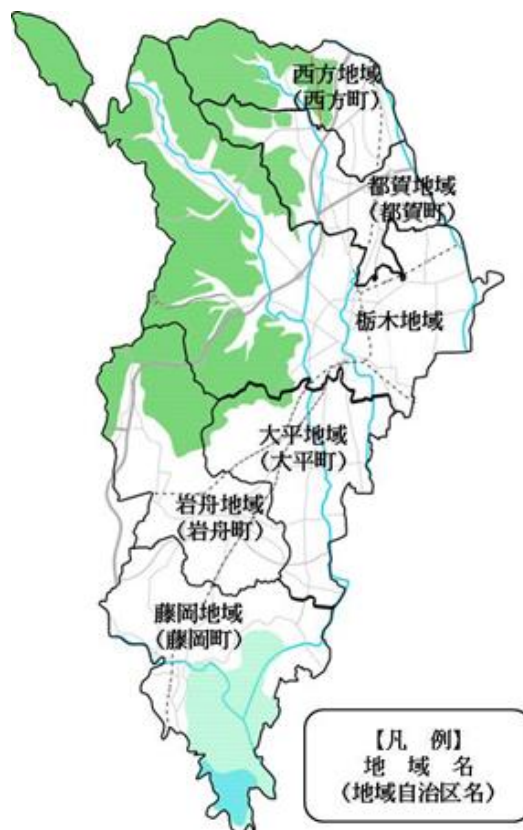 西方地域
(西方町)
都賀地域
(都賀町)
栃木地域
大平地域
(大平町)
岩舟地域
(岩舟町)
藤岡地域
(藤岡町)
【凡 例】
地 域 名
(地域自治区名)